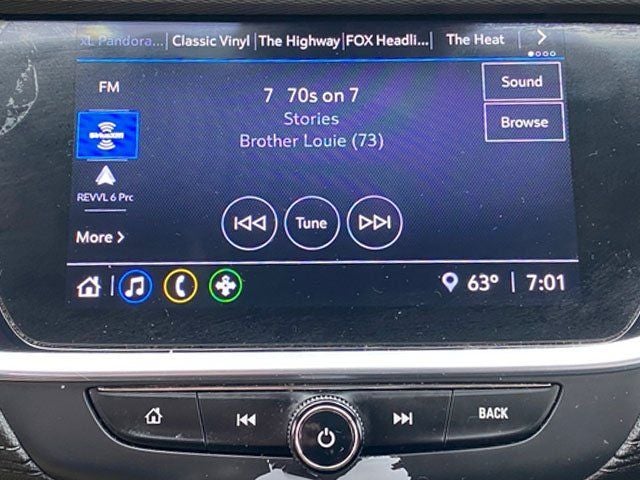 xL Pandora... Classic Vinyl The Highway FOX Headli... The Heat
FM
7 70s on 7
Sound
Stories
SiriusXM
Browse
Brother Louie (73)
REVVL 6 Prc
Tune
More
63° 7:01
BACK